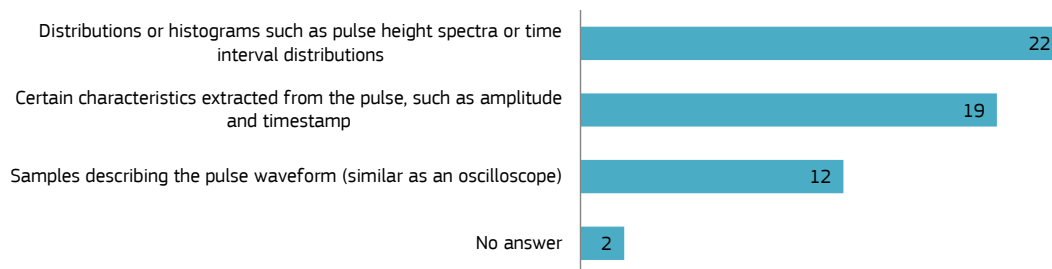 Distributions or histograms such as pulse height spectra or time
interval distributions
22
Certain characteristics extracted from the pulse, such as amplitude
and timestamp
19
Samples describing the pulse waveform (similar as an oscilloscope)
12
No answer
2